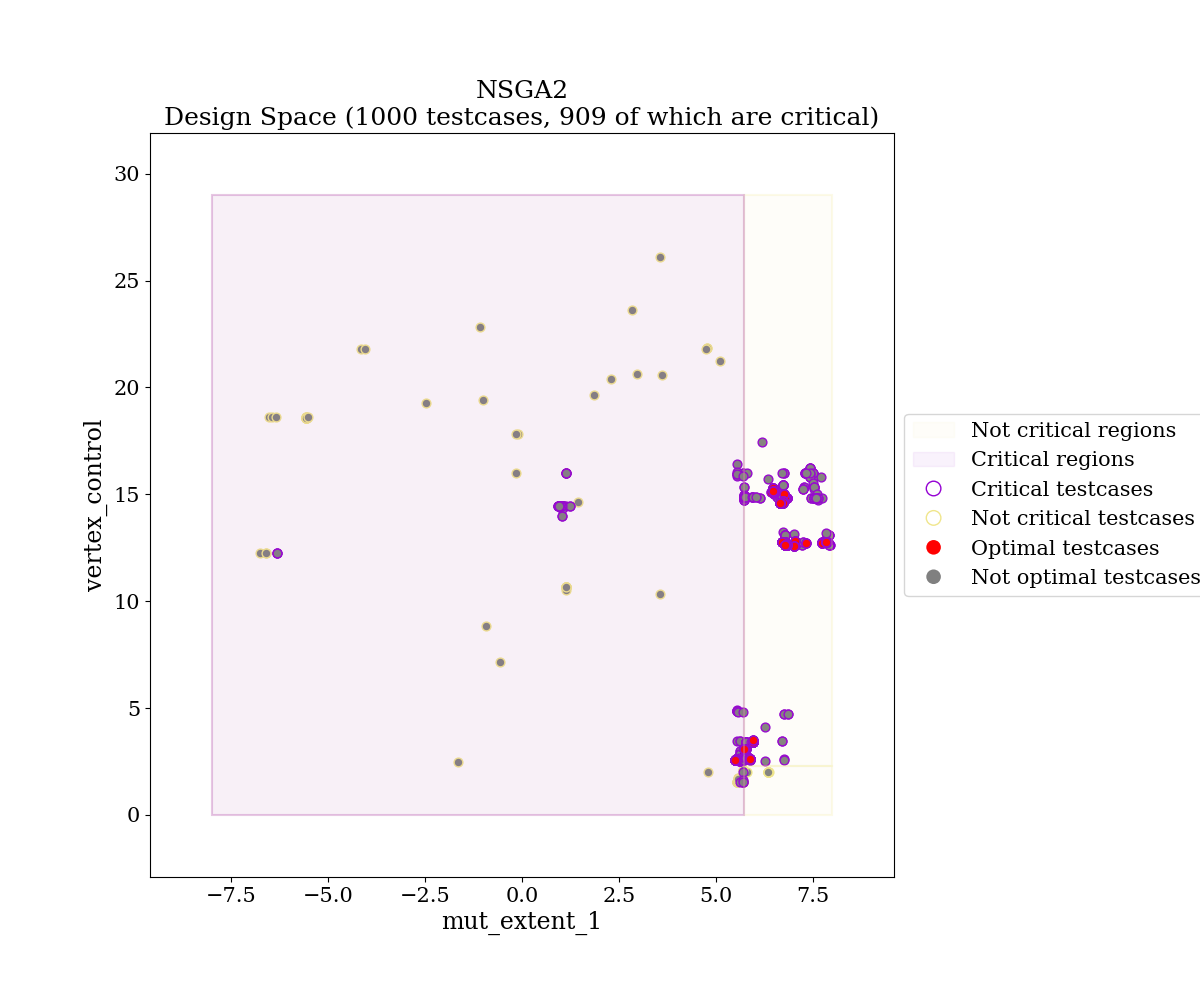 NSGA2
Design Space (1000 testcases, 909 of which are critical)
30
25
20
15
10
5
0
vertex_control
−7.5 −5.0 −2.5 0.0 2.5 5.0 7.5
mut_extent_1
Not critical regions
Critical regions
Critical testcases
Not critical testcases
Optimal testcases
Not optimal testcases